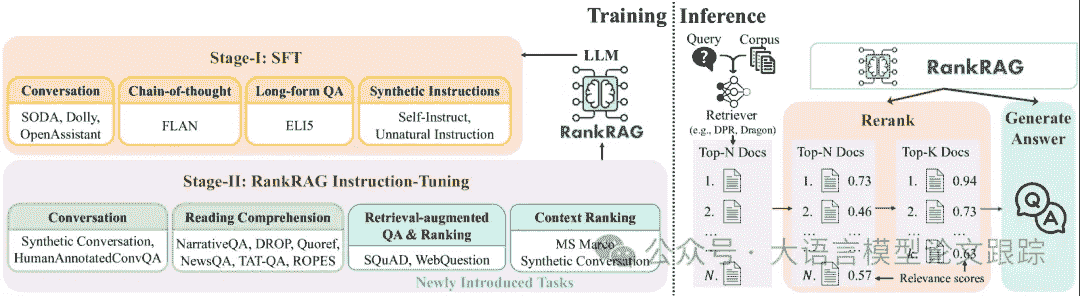 Training
Stage-I: SFT
LLM
Conversation
SODA, Dolly,
OpenAssistant
Chain-of-thought
FLAN
Long-form QA
ELI5
Synthetic Instructions
Self-Instruct,
Unnatural Instruction
RankRAG
Stage-II: RankRAG Instruction-Tuning
Conversation
Synthetic Conversation,
HumanAnnotatedConvQA
Reading Comprehension
NarrativeQA, DROP, Quoref,
NewsQA, TAT-QA, ROPES
Retrieval-augmented
QA & Ranking
SQuAD, WebQuestion
Context Ranking
MS Marco
Synthetic Conversation
Newly Introduced Tasks
Inference
Query
Corpus
?
Retriever
(e.g., DPR, Dragon)
RankRAG
Rerank
Generate
Answer
Top-N Docs
1.
2.
...
N.
Top-N Docs
1. 0.73
2. 0.46
...
N. 0.57
Top-K Docs
1. 0.94
2. 0.73
...
K. 0.63
Relevance scores
Q
A
公众号 · 大语言模型论文跟踪